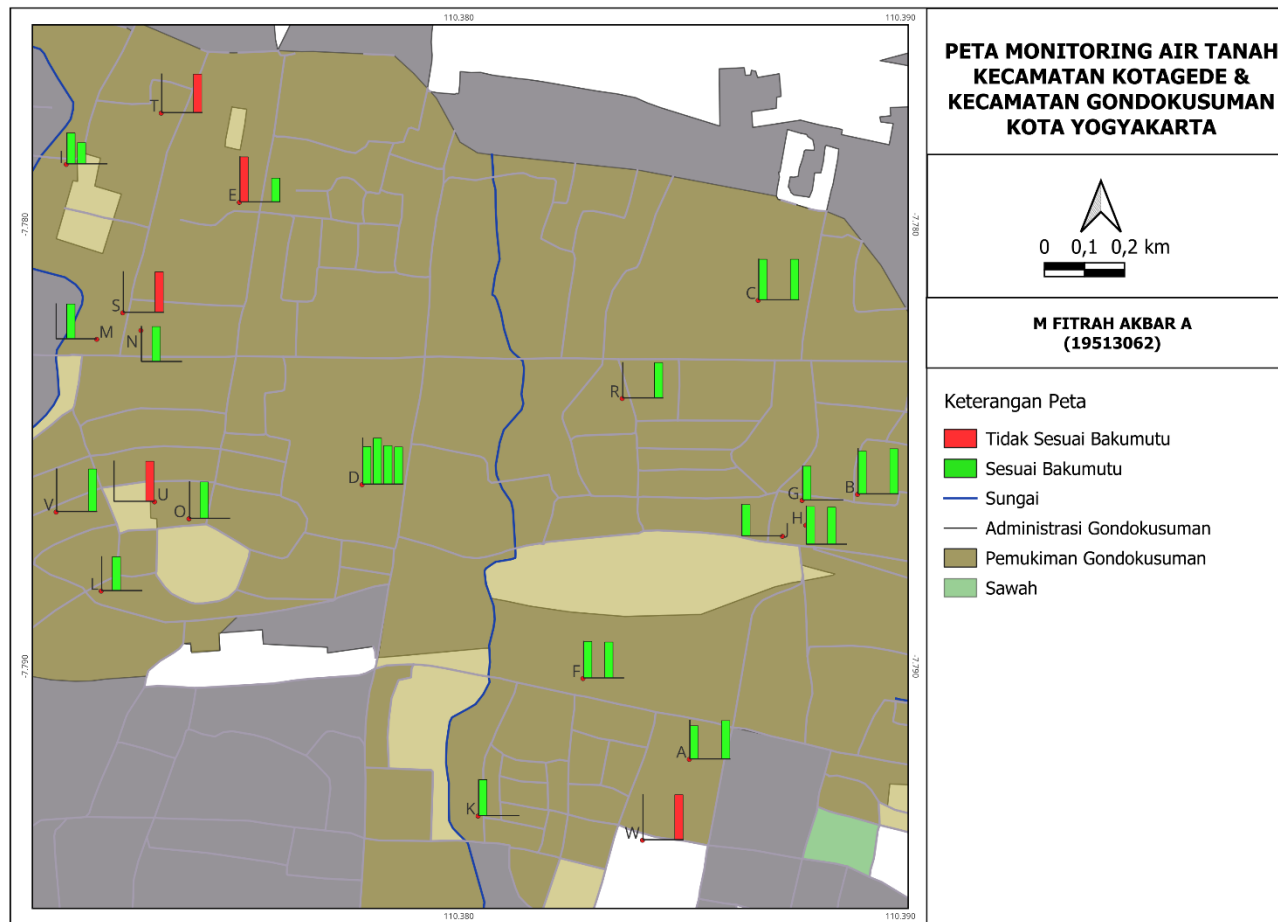 110.380
110.390
PETA MONITORING AIR TANAH
KECAMATAN KOTAGEDE &
KECAMATAN GONDOKUSUMAN
KOTA YOGYAKARTA
0 0,1 0,2 km
M FITRAH AKBAR A
(19513062)
Keterangan Peta
Tidak Sesuai Bakumutu
Sesuai Bakumutu
Sungai
Administrasi Gondokusuman
Pemukiman Gondokusuman
Sawah
T
I
E
-7.780
-7.780
C
S
M
N
R
D
B
G
V
U
O
H
J
L
-7.790
-7.790
F
A
K
W
110.380
110.390